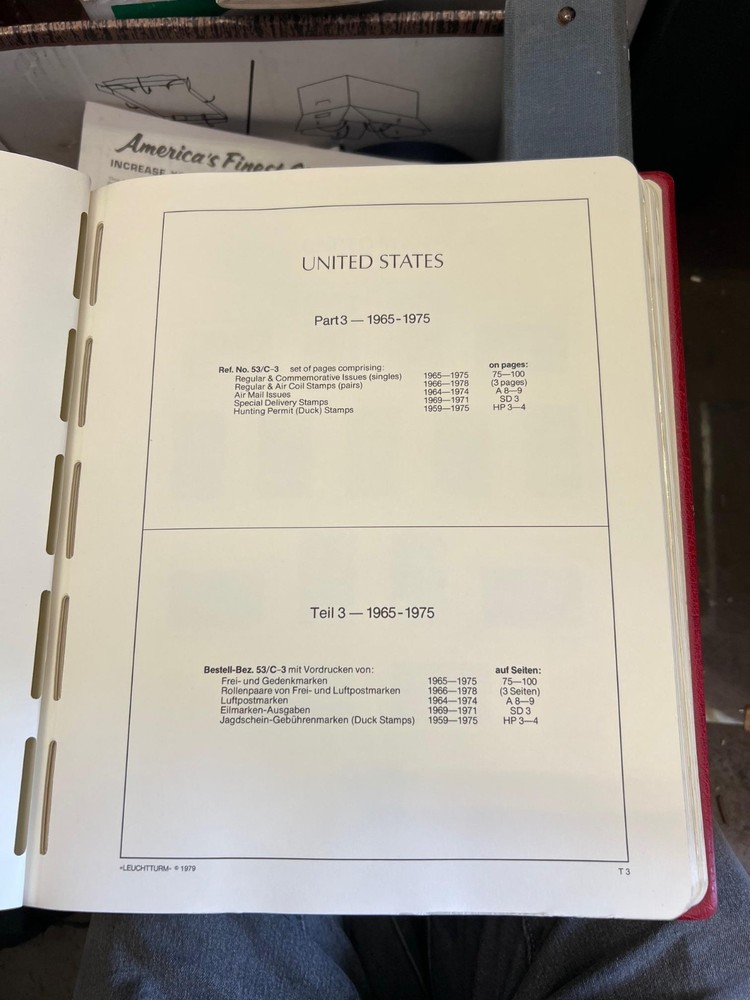 America's Finest
INCREASE
UNITED STATES
Part 3 — 1965-1975
Ref. No. 53/C-3 set of pages comprising: on pages:
Regular & Commemorative Issues (singles) 1965—1975 75—100
Regular & Air Coil Stamps (pairs) 1966—1978 (3 pages)
Air Mail Issues 1964—1974 A 8—9
Special Delivery Stamps 1969—1971 SD 3
Hunting Permit (Duck) Stamps 1959—1975 HP 3—4
Teil 3 — 1965-1975
Bestell-Bez. 53/C-3 mit Vordrucken von: auf Seiten:
Frei- und Gedenkmarken 1965—1975 75—100
Rollenpaare von Frei- und Luftpostmarken 1966—1978 (3 Seiten)
Luftpostmarken 1964—1974 A 8—9
Eilmarken-Ausgaben 1969—1971 SD 3
Jagdschein-Gebührenmarken (Duck Stamps) 1959—1975 HP 3—4
»LEUCHTTURM« © 1979 T 3